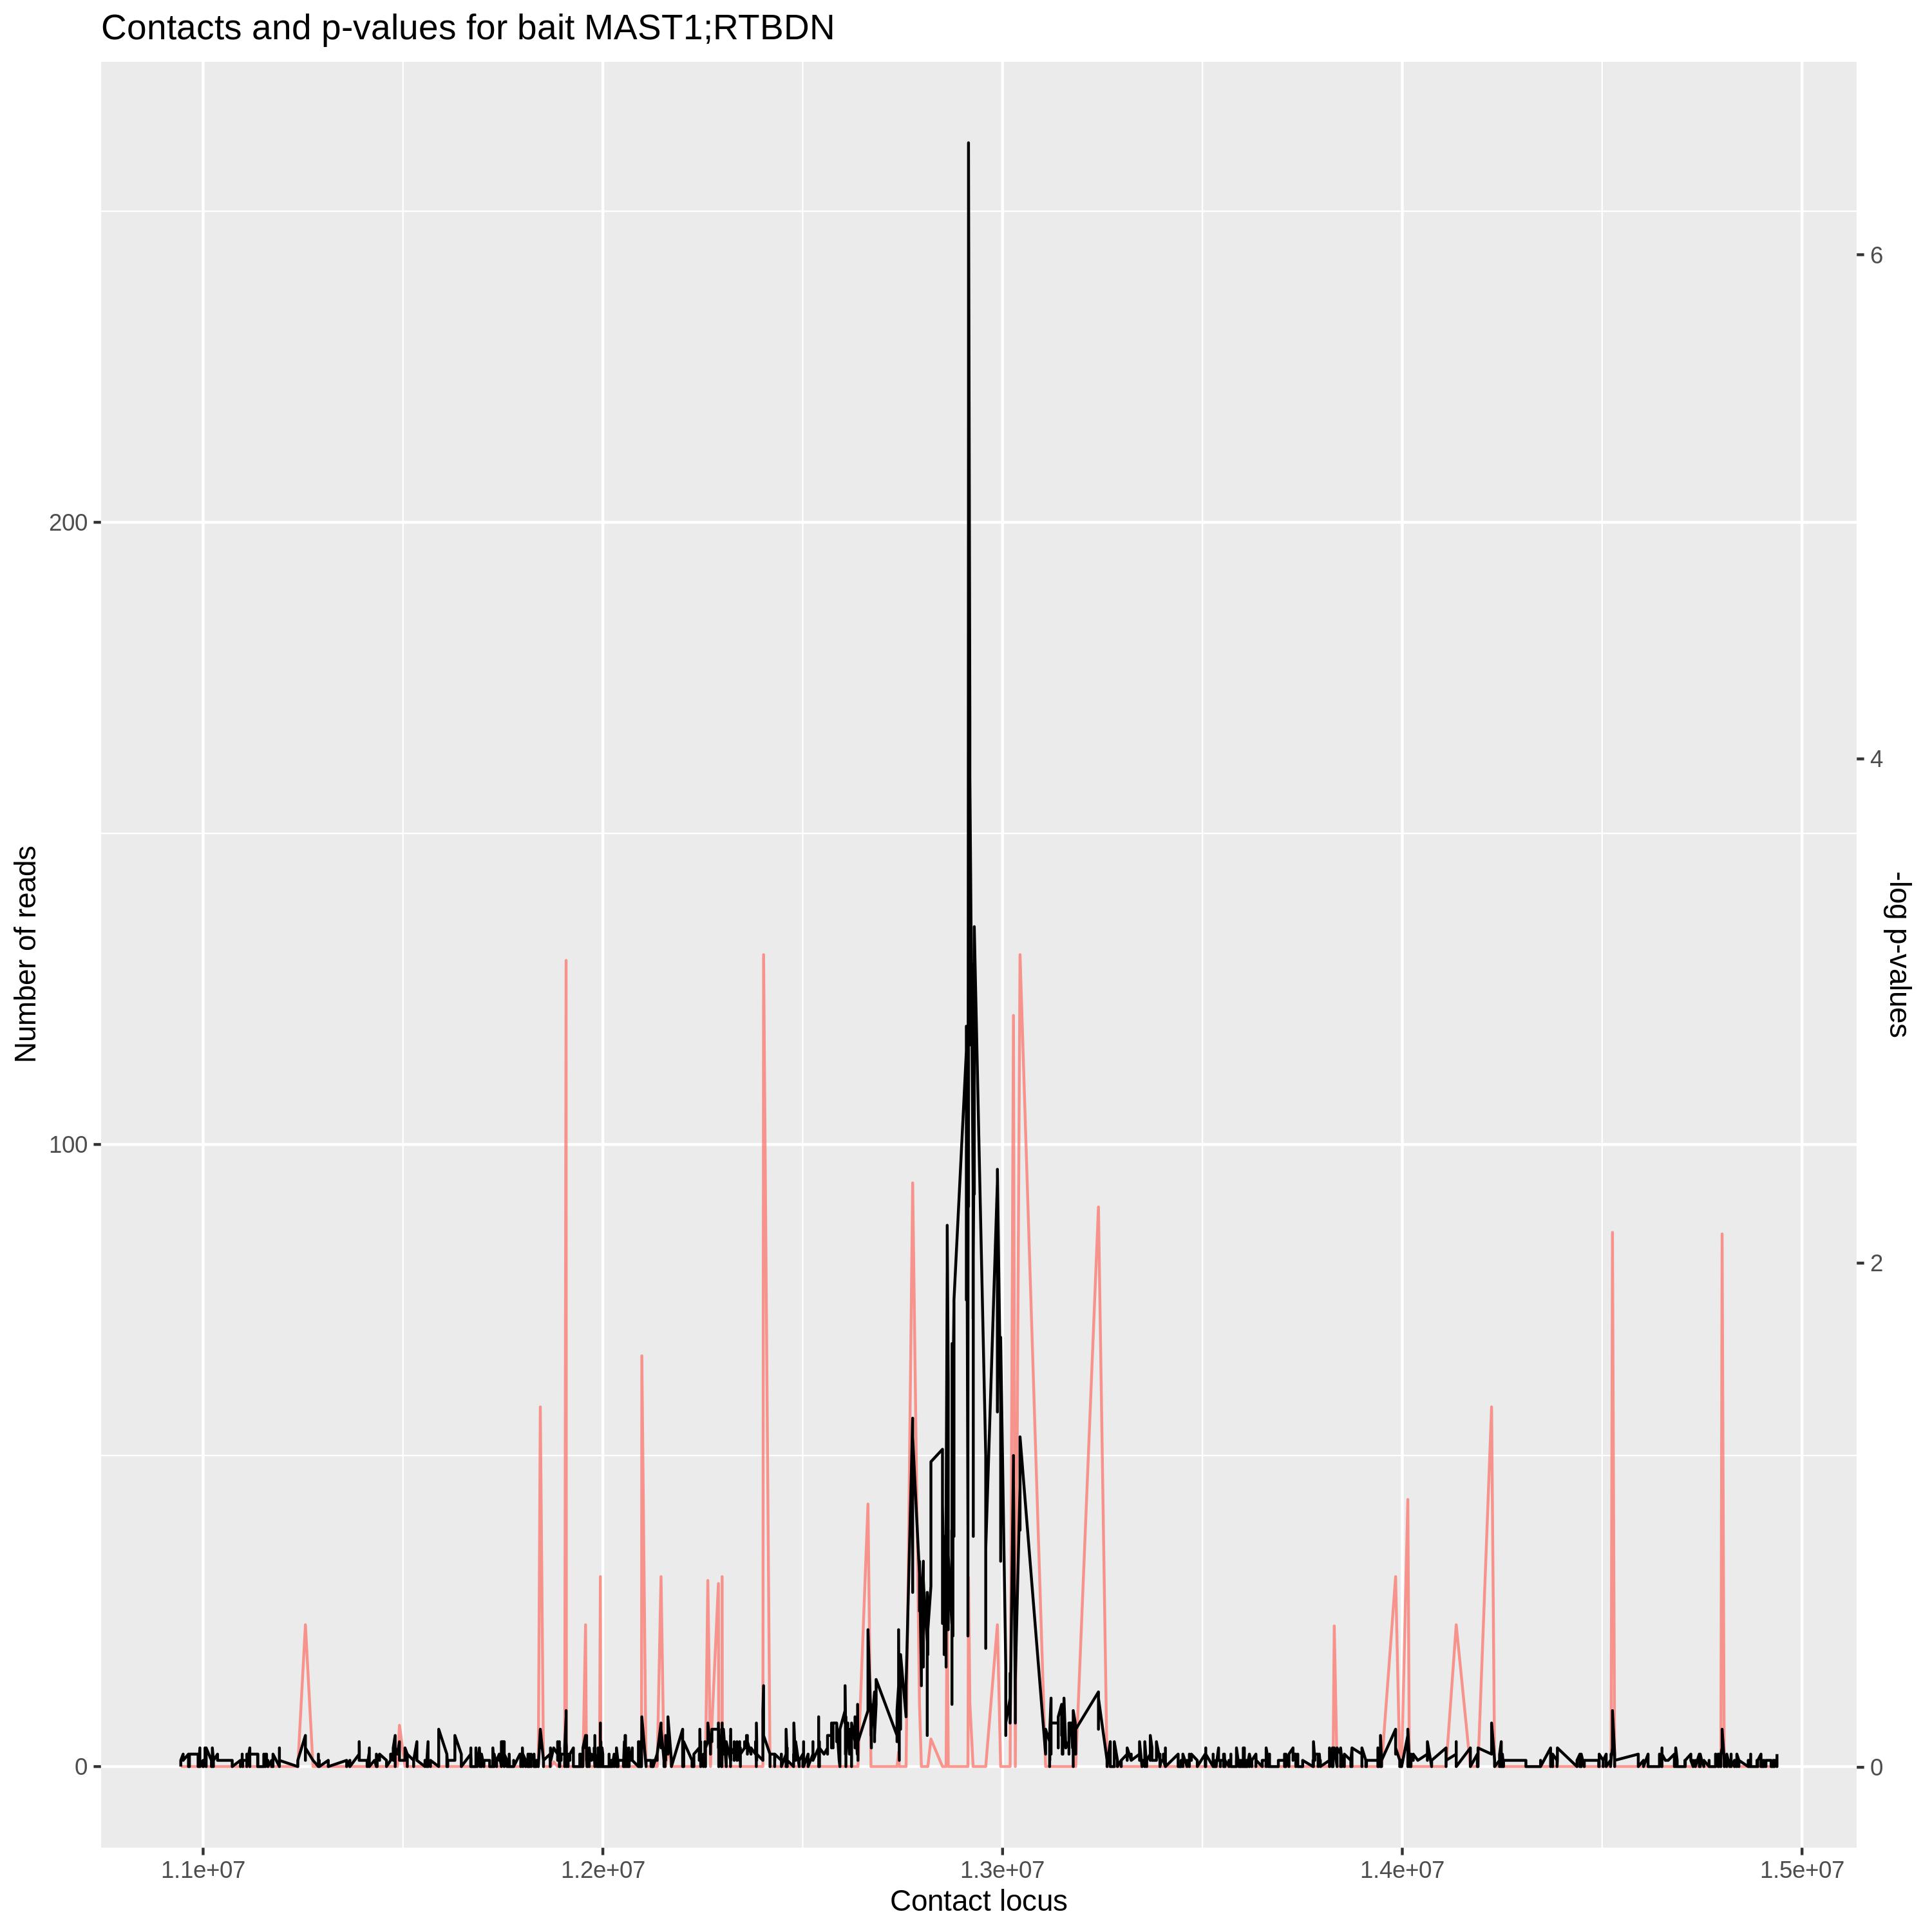 Contacts and p-values for bait MAST1;RTBDN
Number of reads
200
100
0
6
4
2
0
-log p-values
1.1e+07 1.2e+07 1.3e+07 1.4e+07 1.5e+07
Contact locus